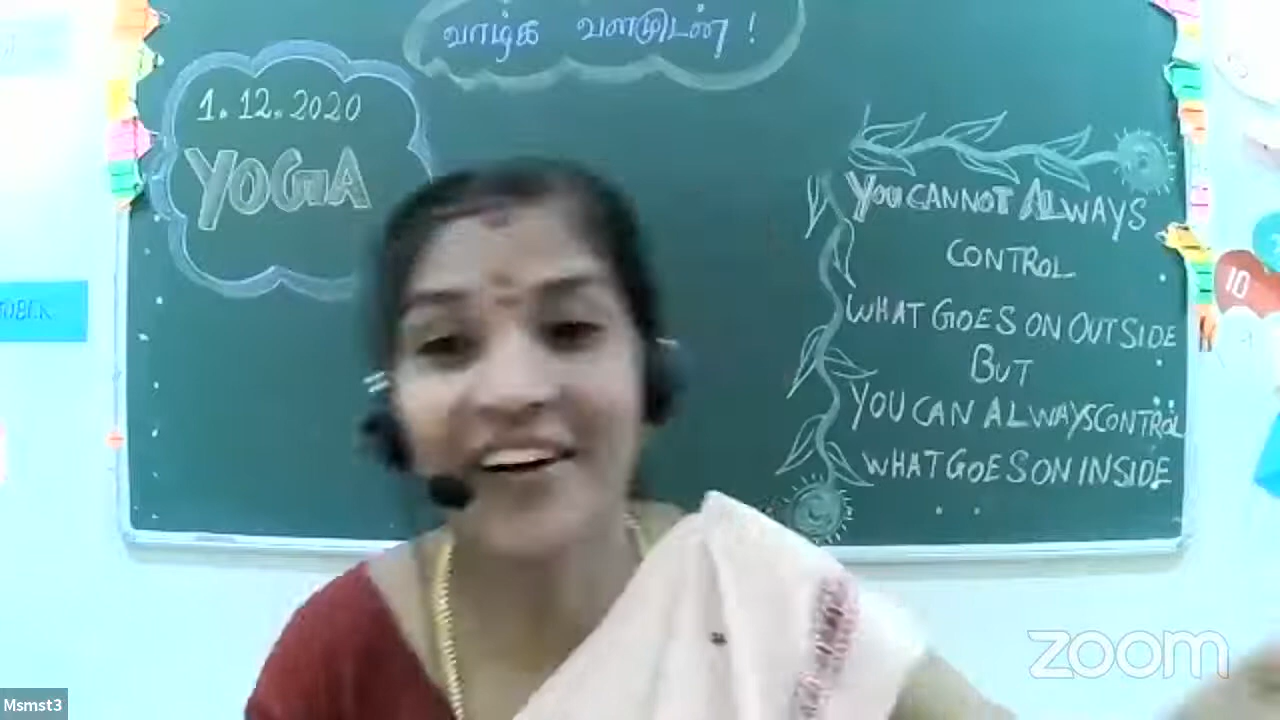 வாழ்க வளமுடன் !
1.12.2020
YOGA
YOU CANNOT ALWAYS
CONTROL
WHAT GOES ON OUTSIDE
BUT
YOU CAN ALWAYS CONTROL
WHAT GOES ON INSIDE
10
zoom
Msmst3